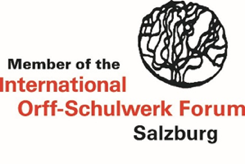 Member of the
International
Orff-Schulwerk Forum
Salzburg